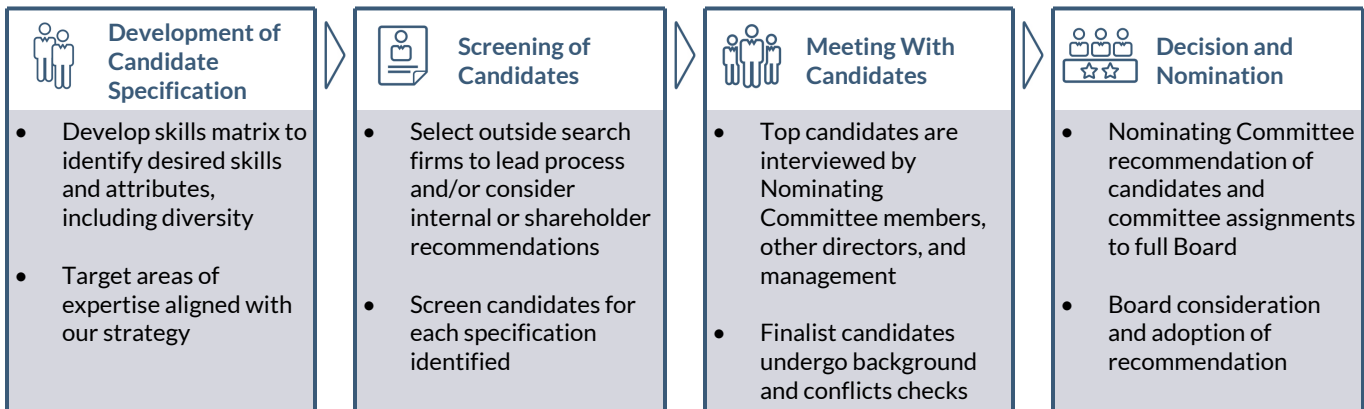 Development of
Candidate
Specification
• Develop skills matrix to
identify desired skills
and attributes,
including diversity
• Target areas of
expertise aligned with
our strategy
Screening of
Candidates
• Select outside search
firms to lead process
and/or consider
internal or shareholder
recommendations
• Screen candidates for
each specification
identified
Meeting With
Candidates
• Top candidates are
interviewed by
Nominating
Committee members,
other directors, and
management
• Finalist candidates
undergo background
and conflicts checks
Decision and
Nomination
• Nominating Committee
recommendation of
candidates and
committee assignments
to full Board
• Board consideration
and adoption of
recommendation